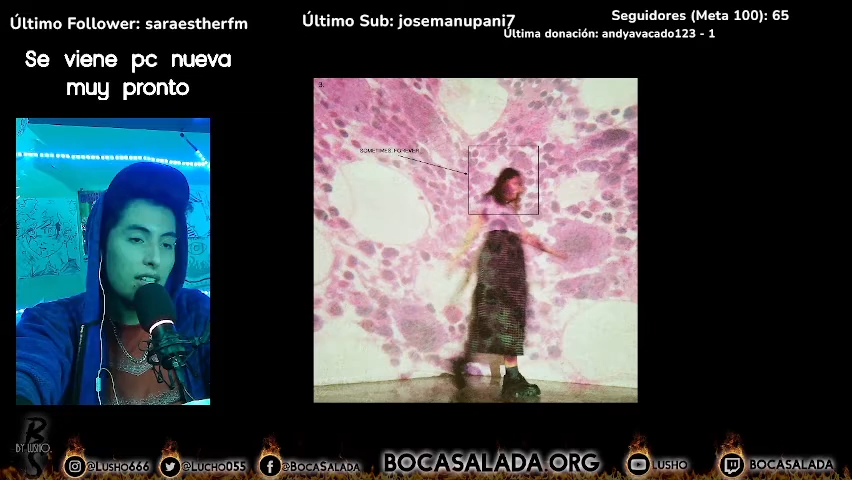 Último Follower: saraestherfm
Último Sub: josemanupani7
Seguidores (Meta 100): 65
Última donación: andyavacado123 - 1
Se viene pc nueva
muy pronto
SOMETIMES, FOREVER
BY LUSHO
@Lusho666
@Lucho055
@BocaSalada
BOCASALADA.ORG
LUSHO
BOCASALADA